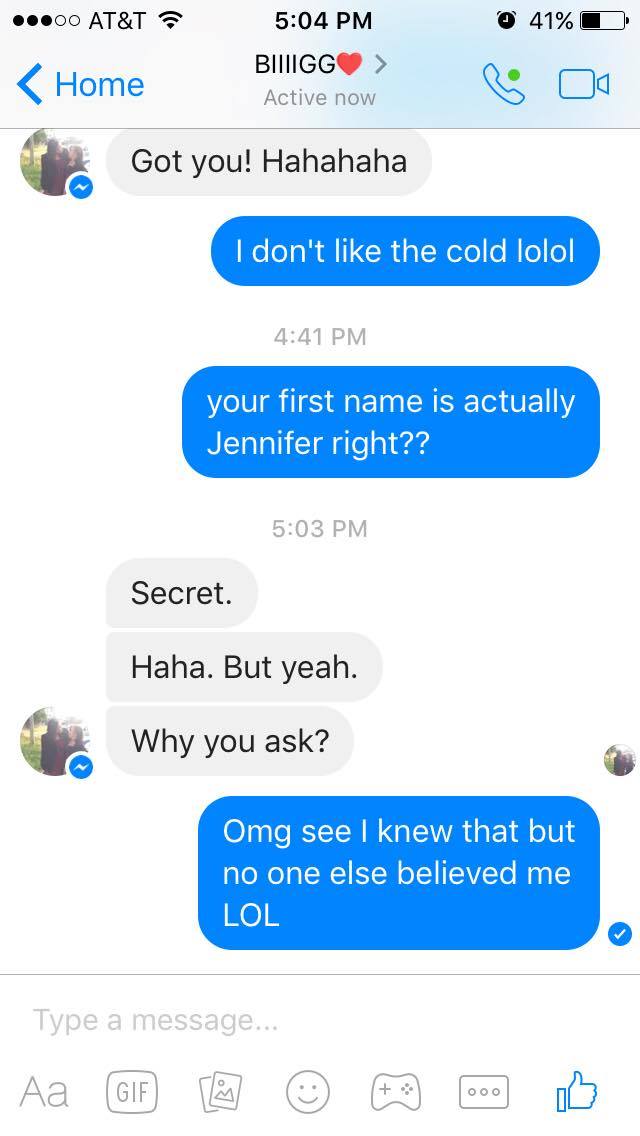 AT&T 5:04 PM 41%
Home BIIIIGG❤️
Active now
Got you! Hahahaha
I don't like the cold lolol
4:41 PM
your first name is actually
Jennifer right??
5:03 PM
Secret.
Haha. But yeah.
Why you ask?
Omg see I knew that but
no one else believed me
LOL
Type a message...
Aa GIF